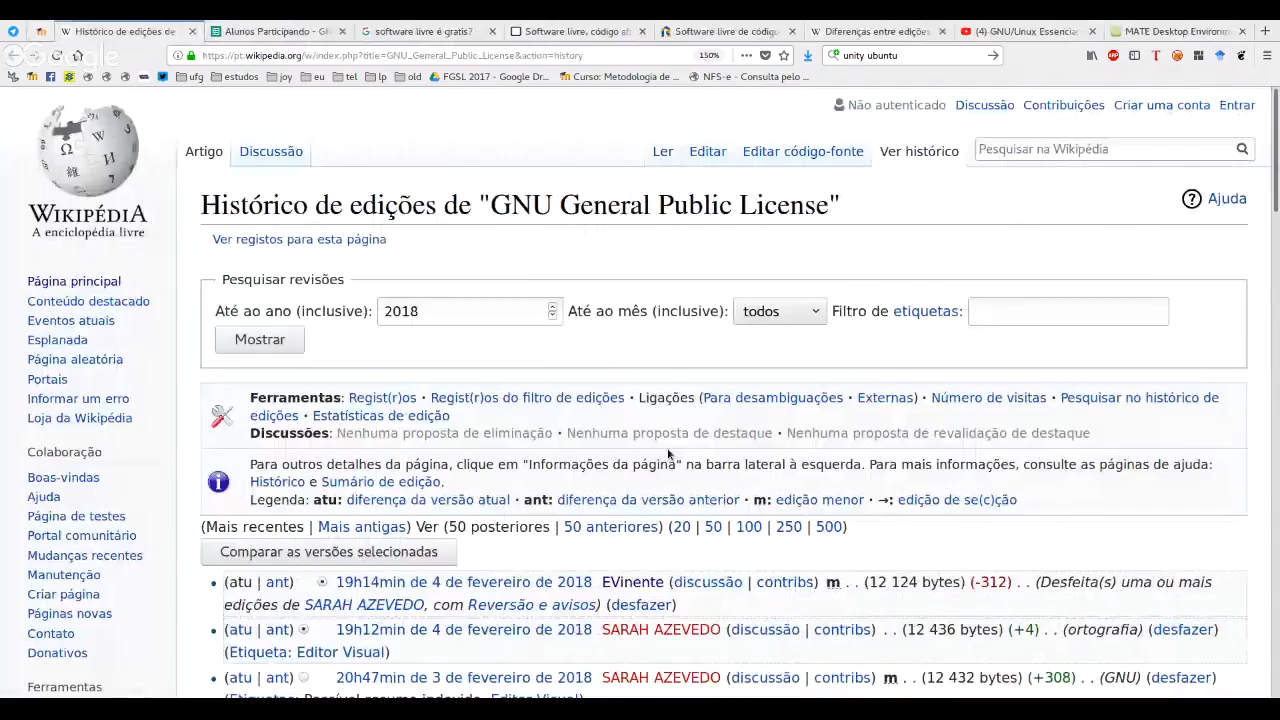 Histórico de edições de
Alunos Participando - GN
software livre é gratis?
Software livre, código ab
Software livre de códig
Diferenças entre ediçõe
(4) GNU/Linux Essencia
MATE Desktop Environm
Google
https://pt.wikipedia.org/w/index.php?title=GNU_General_Public_License&action=history
150%
unity ubuntu
ufg
estudos
joy
eu
tel
lp
old
FGSL 2017 - Google Dr...
Curso: Metodologia de ...
NFS-e - Consulta pelo ...
Não autenticado Discussão Contribuições Criar uma conta Entrar
Artigo Discussão Ler Editar Editar código-fonte Ver histórico Pesquisar na Wikipédia
WIKIPÉDIA
A enciclopédia livre
Histórico de edições de "GNU General Public License"
Ajuda
Ver registos para esta página
Página principal
Conteúdo destacado
Eventos atuais
Esplanada
Página aleatória
Portais
Informar um erro
Loja da Wikipédia
Colaboração
Boas-vindas
Ajuda
Página de testes
Portal comunitário
Mudanças recentes
Manutenção
Criar página
Páginas novas
Contato
Donativos
Ferramentas
Pesquisar revisões
Até ao ano (inclusive): 2018 Até ao mês (inclusive): todos Filtro de etiquetas:
Mostrar
Ferramentas: Regist(r)os · Regist(r)os do filtro de edições · Ligações (Para desambiguações · Externas) · Número de visitas · Pesquisar no histórico de
edições · Estatísticas de edição
Discussões: Nenhuma proposta de eliminação · Nenhuma proposta de destaque · Nenhuma proposta de revalidação de destaque
Para outros detalhes da página, clique em "Informações da página" na barra lateral à esquerda. Para mais informações, consulte as páginas de ajuda:
Histórico e Sumário de edição.
Legenda: atu: diferença da versão atual · ant: diferença da versão anterior · m: edição menor · →: edição de se(c)ção
(Mais recentes | Mais antigas) Ver (50 posteriores | 50 anteriores) (20 | 50 | 100 | 250 | 500)
Comparar as versões selecionadas
(atu | ant) 19h14min de 4 de fevereiro de 2018 EVinente (discussão | contribs) m . . (12 124 bytes) (-312) . . (Desfeita(s) uma ou mais
edições de SARAH AZEVEDO, com Reversão e avisos) (desfazer)
(atu | ant) 19h12min de 4 de fevereiro de 2018 SARAH AZEVEDO (discussão | contribs) . . (12 436 bytes) (+4) . . (ortografia) (desfazer)
(Etiqueta: Editor Visual)
(atu | ant) 20h47min de 3 de fevereiro de 2018 SARAH AZEVEDO (discussão | contribs) m . . (12 432 bytes) (+308) . . (GNU) (desfazer)